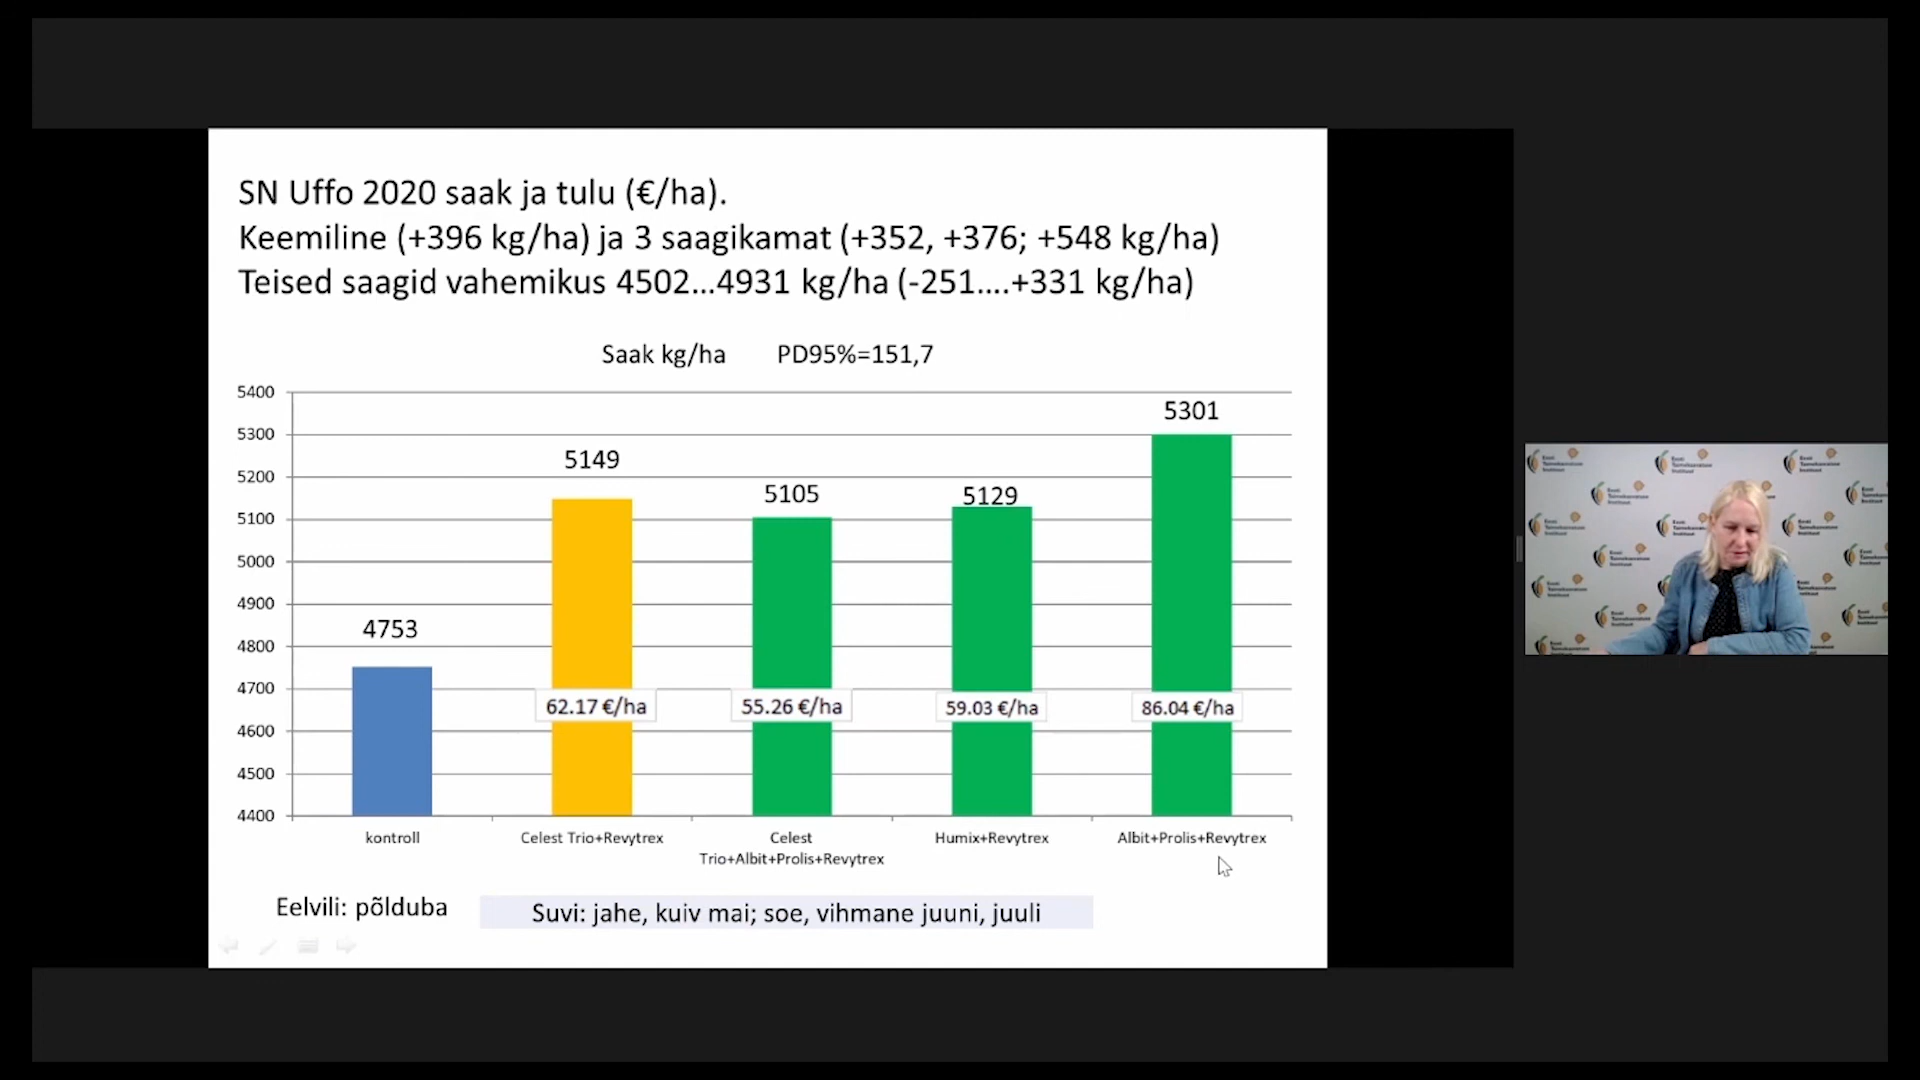 SN Uffo 2020 saak ja tulu (€/ha).
Keemiline (+396 kg/ha) ja 3 saagikamat (+352, +376; +548 kg/ha)
Teised saagid vahemikus 4502...4931 kg/ha (-251....+331 kg/ha)
Saak kg/ha PD95%=151,7
5400
5300
5200
5100
5000
4900
4800
4700
4600
4500
4400
4753
5149
5105
5129
5301
62.17 €/ha
55.26 €/ha
59.03 €/ha
86.04 €/ha
kontroll
Celest Trio+Revytrex
Celest
Trio+Albit+Prolis+Revytrex
Humix+Revytrex
Albit+Prolis+Revytrex
Eelvili: põlduba
Suvi: jahe, kuiv mai; soe, vihmane juuni, juuli
Eesti
Taimekasvatuse
Instituut